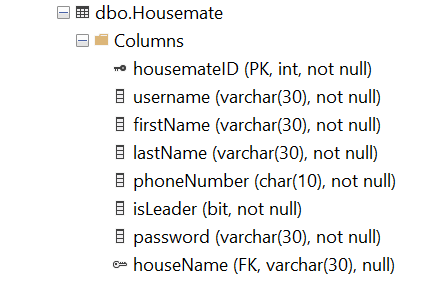 dbo.Housemate
Columns
housemateID (PK, int, not null)
username (varchar(30), not null)
firstName (varchar(30), not null)
lastName (varchar(30), not null)
phoneNumber (char(10), not null)
isLeader (bit, not null)
password (varchar(30), not null)
houseName (FK, varchar(30), null)